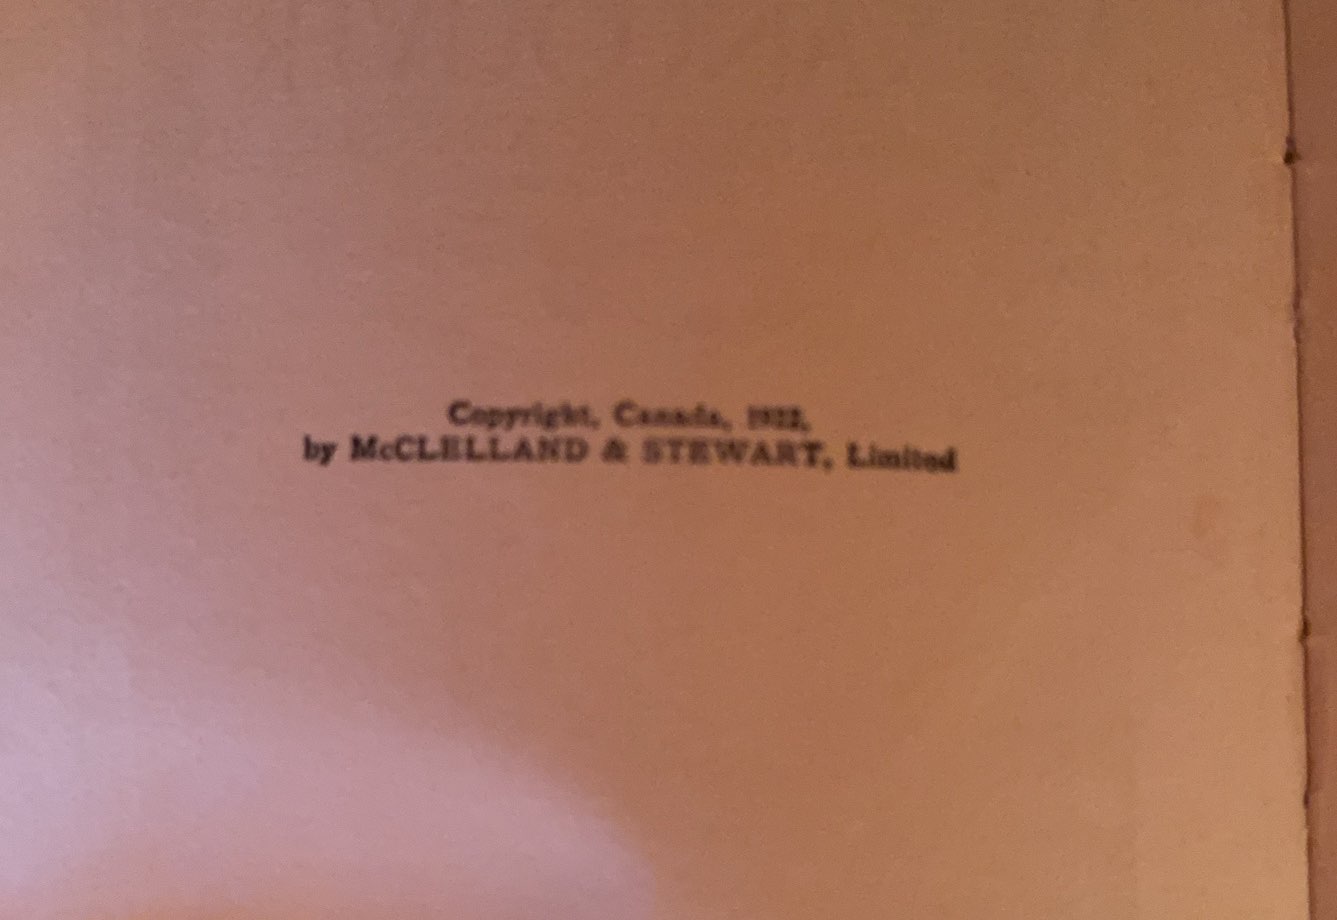 Copyright, Canada, 1922,
by McCLELLAND & STEWART, Limited